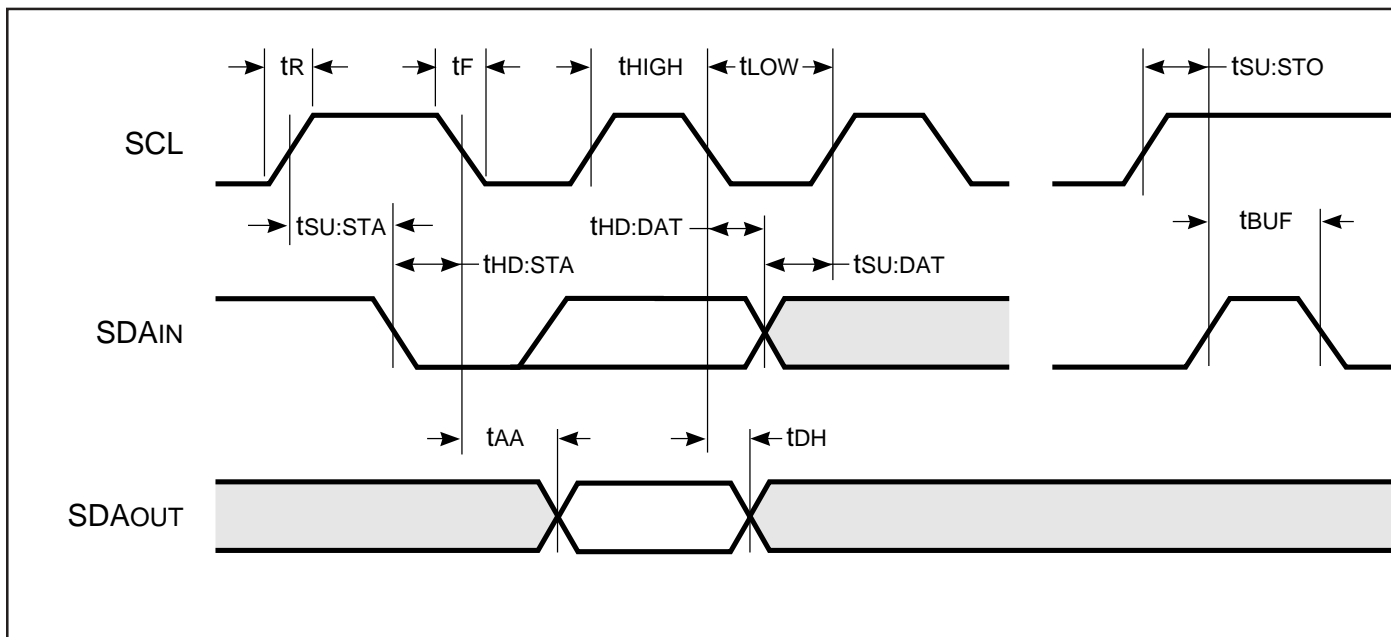 tR tF tHIGH tLOW tSU:STO
SCL
tSU:STA tHD:DAT tBUF
tHD:STA tSU:DAT
SDAIN
tAA tDH
SDAOUT